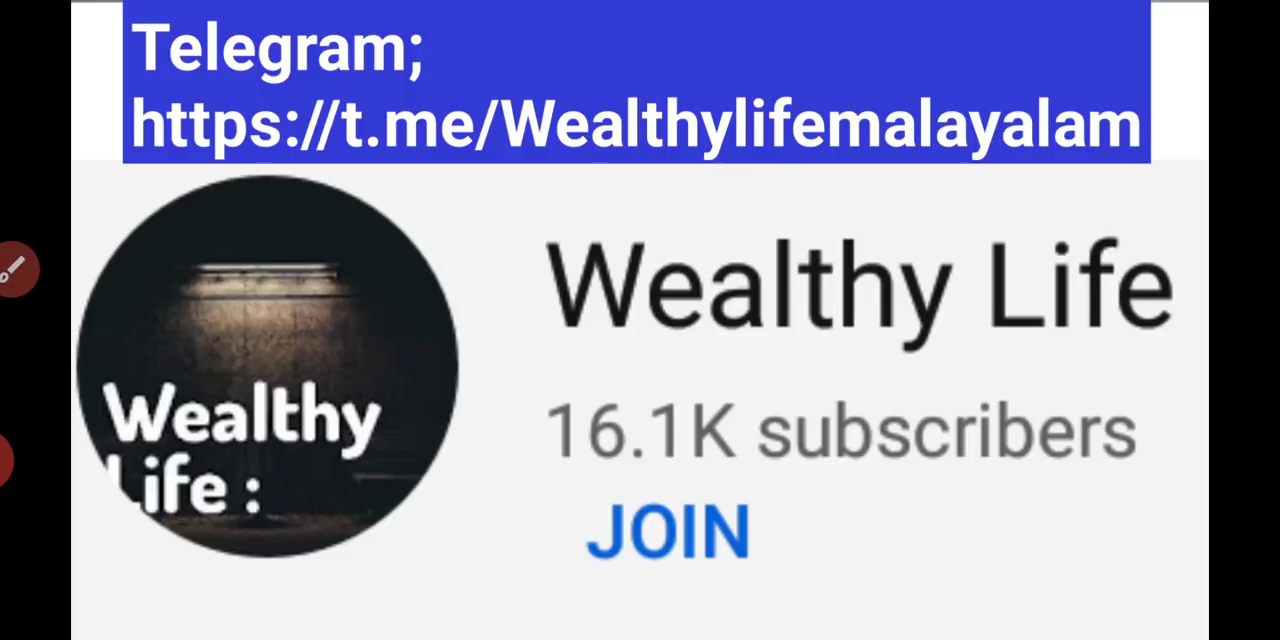 Telegram;
https://t.me/Wealthylifemalayalam
Wealthy Life
16.1K subscribers
JOIN
Wealthy
Life :